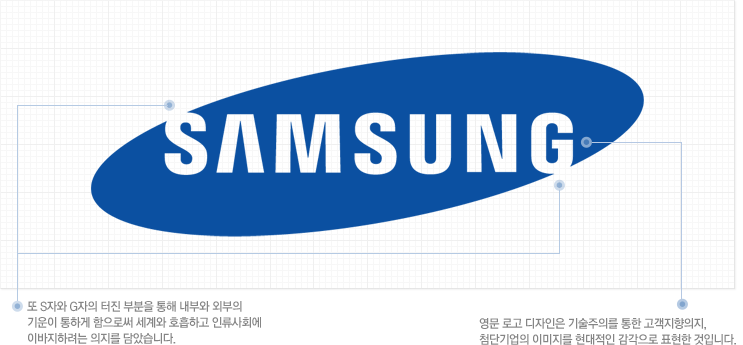 SAMSUNG
또 S자와 G자의 터진 부분을 통해 내부와 외부의
기운이 통하게 함으로써 세계와 호흡하고 인류사회에
이바지하려는 의지를 담았습니다.
영문 로고 디자인은 기술주의를 통한 고객지향의지,
첨단기업의 이미지를 현대적인 감각으로 표현한 것입니다.